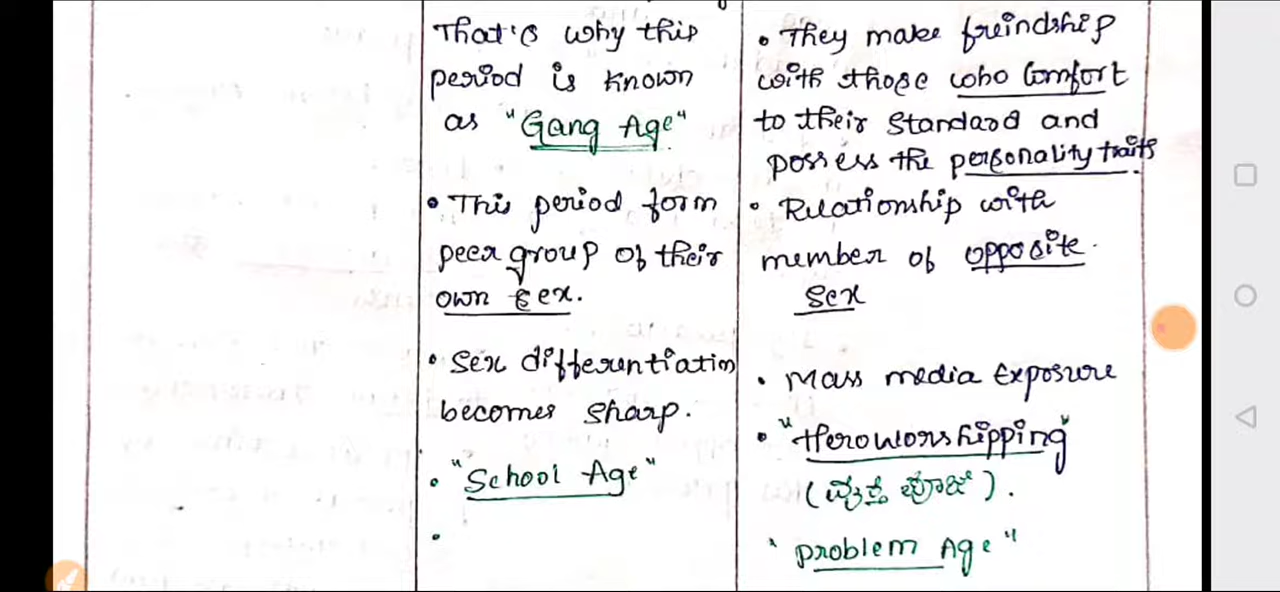 That's why this
period is known
as "Gang Age"
• This period form
peer group of their
own sex.
• Sex differentiation
becomes sharp.
• "School Age"
•
• They make freindship
with those who Comfort
to their Standard and
possess the personality traits.
• Relationship with
member of opposite
Sex
• Mass media Exposure
• "Heroworshipping"
(ವ್ಯಕ್ತಿ ಪೂಜೆ).
" problem Age "